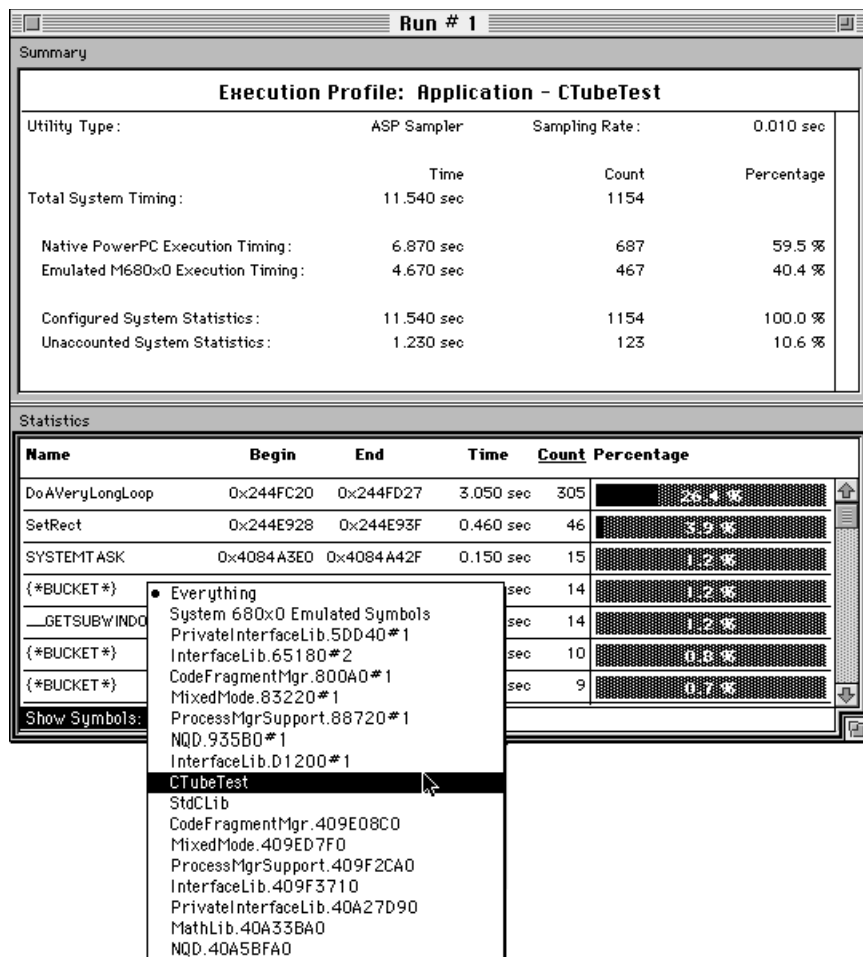 Run # 1
Summary
Execution Profile: Application - CTubeTest
Utility Type: ASP Sampler Sampling Rate: 0.010 sec
Time Count Percentage
Total System Timing: 11.540 sec 1154
Native PowerPC Execution Timing: 6.870 sec 687 59.5 %
Emulated M680x0 Execution Timing: 4.670 sec 467 40.4 %
Configured System Statistics: 11.540 sec 1154 100.0 %
Unaccounted System Statistics: 1.230 sec 123 10.6 %
Statistics
Name Begin End Time Count Percentage
DoAVeryLongLoop 0x244FC20 0x244FD27 3.050 sec 305 26.4 %
SetRect 0x244E928 0x244E93F 0.460 sec 46 3.9 %
SYSTEMTASK 0x4084A3E0 0x4084A42F 0.150 sec 15 1.2 %
{*BUCKET*} sec 14 1.2 %
__GETSUBWINDO sec 14 1.2 %
{*BUCKET*} sec 10 0.8 %
{*BUCKET*} sec 9 0.7 %
Show Symbols:
• Everything
System 680x0 Emulated Symbols
PrivateInterfaceLib.5DD40#1
InterfaceLib.65180#2
CodeFragmentMgr.800A0#1
MixedMode.83220#1
ProcessMgrSupport.88720#1
NQD.935B0#1
InterfaceLib.D1200#1
CTubeTest
StdCLib
CodeFragmentMgr.409E08C0
MixedMode.409ED7F0
ProcessMgrSupport.409F2CA0
InterfaceLib.409F3710
PrivateInterfaceLib.40A27D90
MathLib.40A33BA0
NQD.40A5BFA0